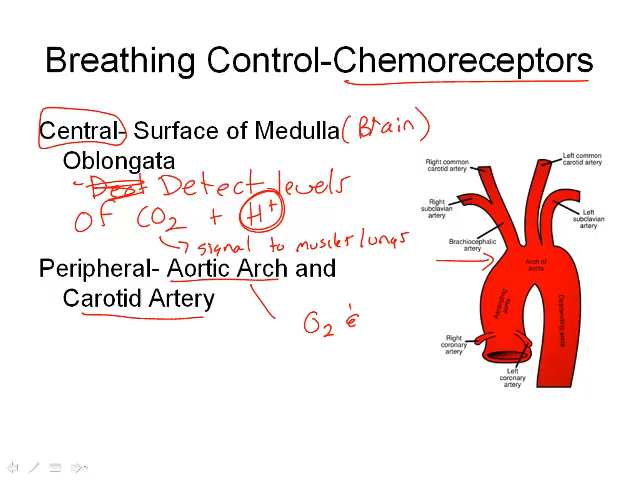 Breathing Control-Chemoreceptors
Central- Surface of Medulla (Brain)
Oblongata
- Detect levels
of CO2 + H+
signal to muscles/lungs
Peripheral- Aortic Arch and
Carotid Artery
O2
Right common
carotid artery
Left common
carotid artery
Right
subclavian
artery
Left
subclavian
artery
Brachiocephalic
artery
Arch of
aorta
Ascending
aorta
Descending aorta
Right
coronary
artery
Left
coronary
artery